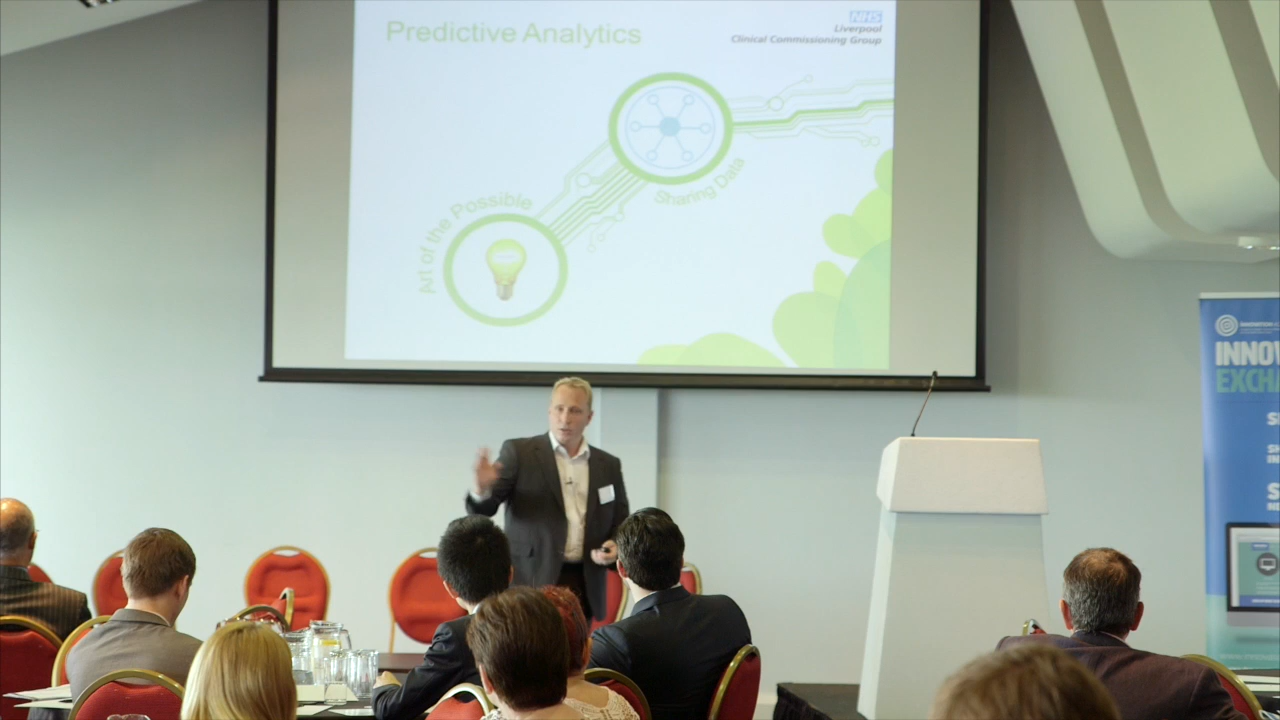 Predictive Analytics
NHS
Liverpool
Clinical Commissioning Group
Sharing Data
Art of the Possible
INNOV
EXCHA